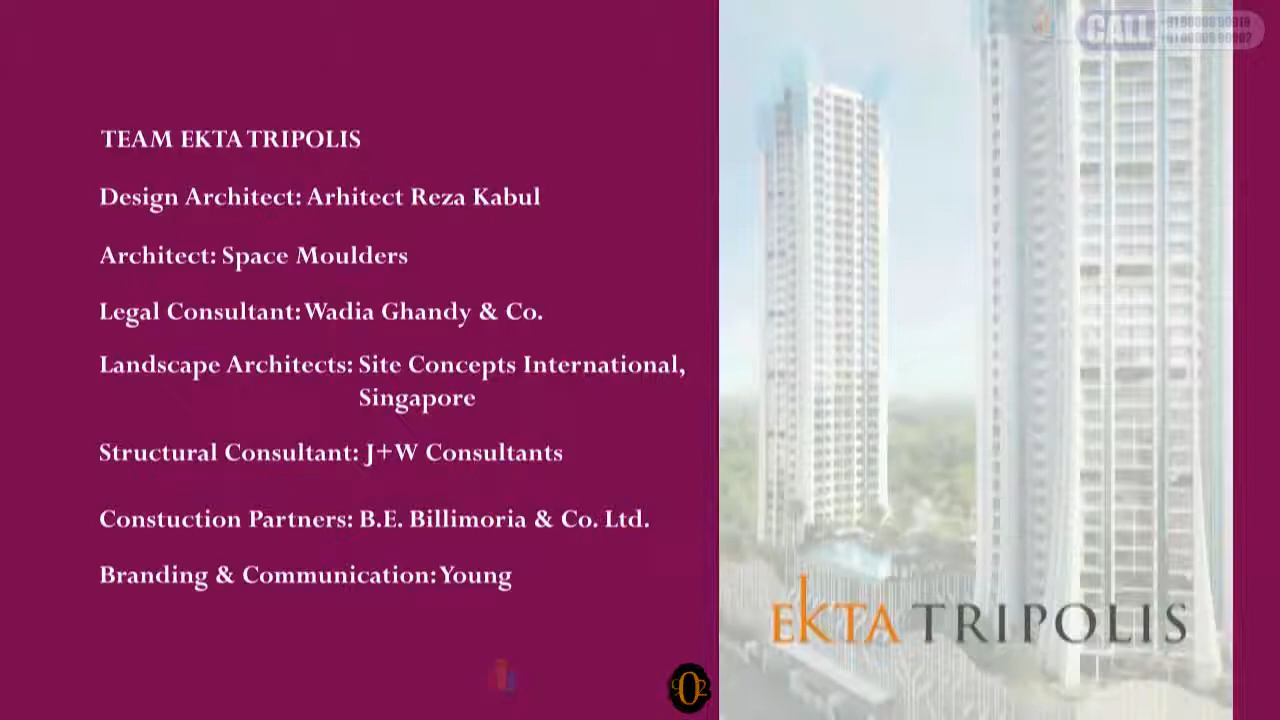 CALL
TEAM EKTA TRIPOLIS
Design Architect: Arhitect Reza Kabul
Architect: Space Moulders
Legal Consultant: Wadia Ghandy & Co.
Landscape Architects: Site Concepts International,
Singapore
Structural Consultant: J+W Consultants
Constuction Partners: B.E. Billimoria & Co. Ltd.
Branding & Communication: Young
EKTA TRIPOLIS
902